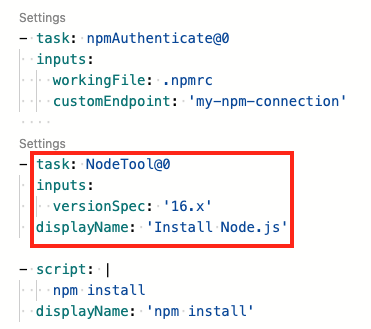 Settings
- task: npmAuthenticate@0
  inputs:
    workingFile: .npmrc
    customEndpoint: 'my-npm-connection'
Settings
- task: NodeTool@0
  inputs:
    versionSpec: '16.x'
  displayName: 'Install Node.js'
- script: |
    npm install
  displayName: 'npm install'